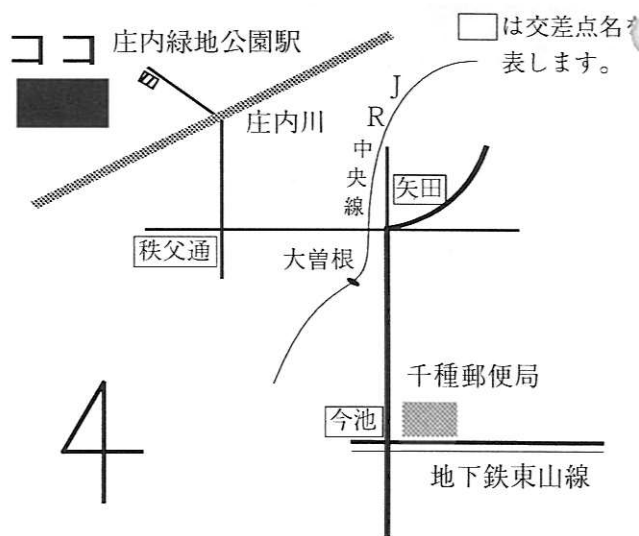 ココ 庄内緑地公園駅
□は交差点名を
表します。
JR中央線
庄内川
矢田
秩父通
大曽根
千種郵便局
今池
地下鉄東山線